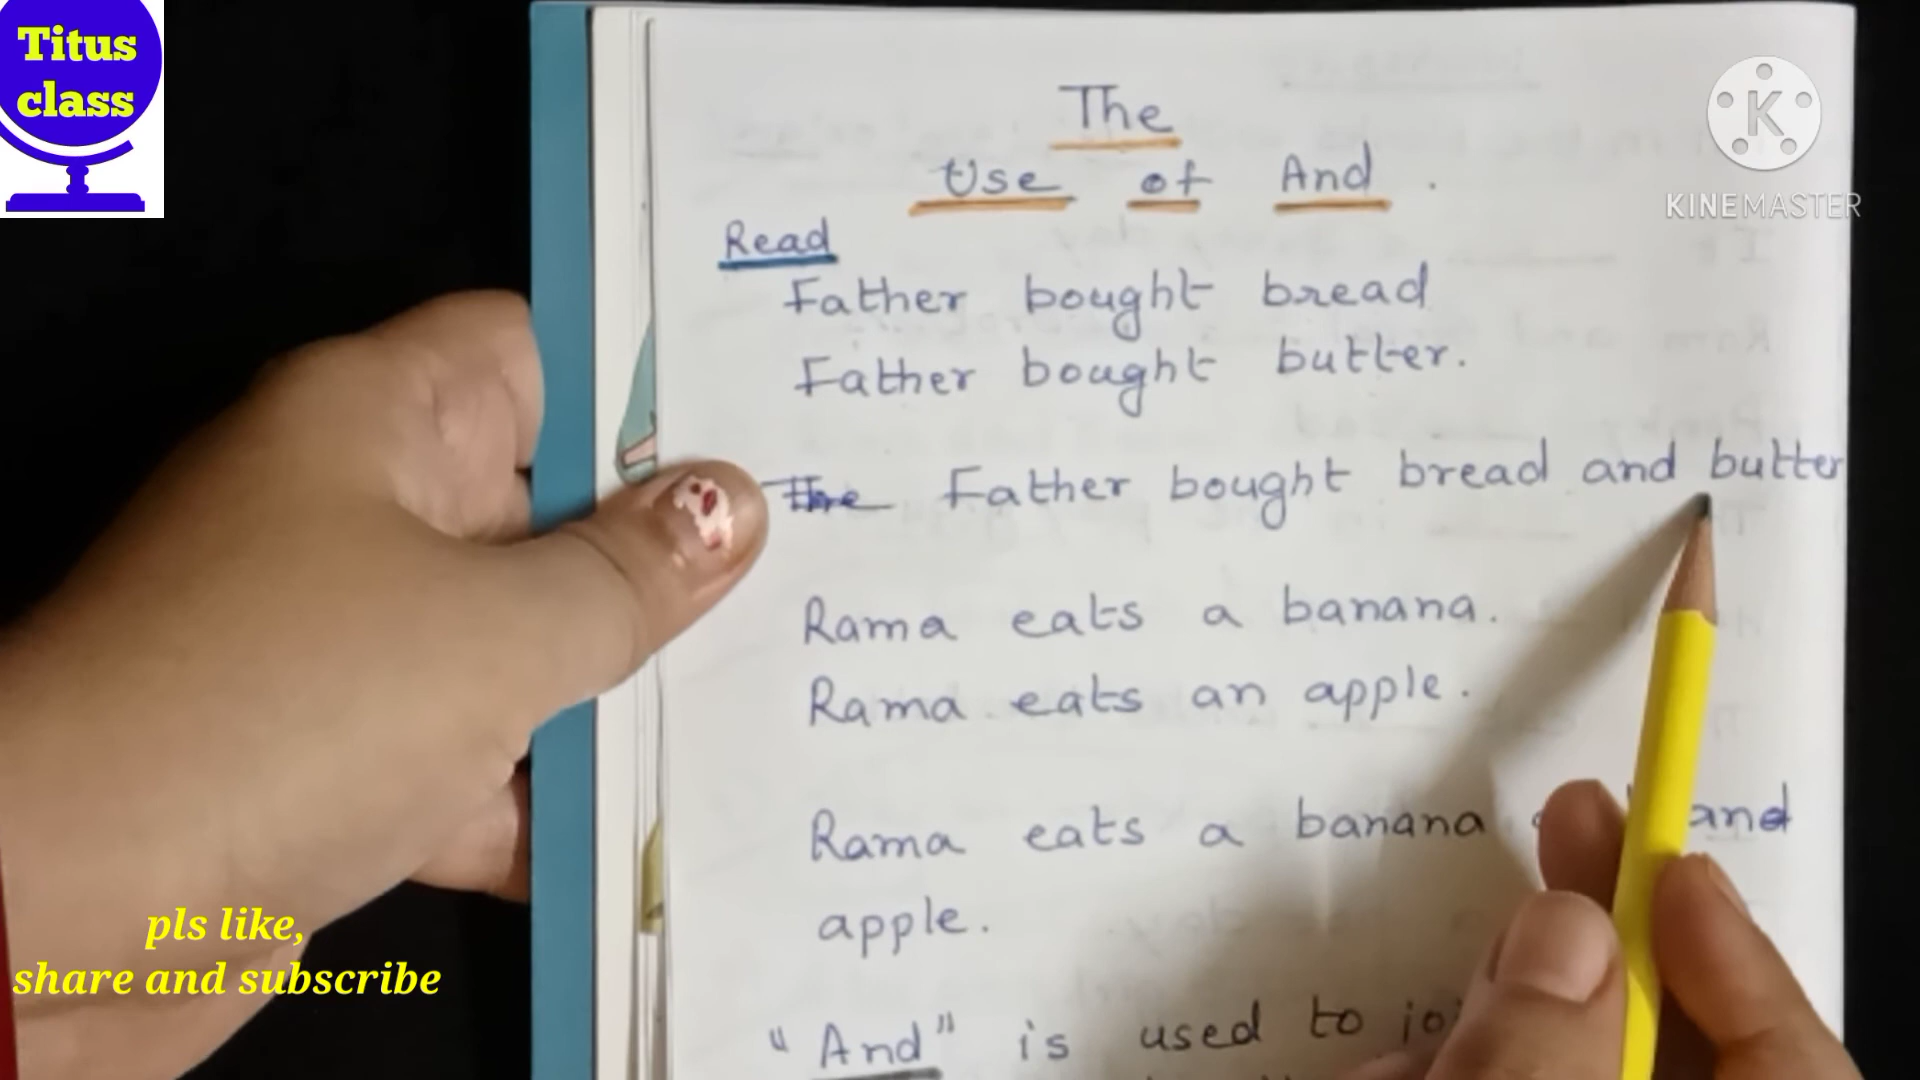 Titus
class
KINEMASTER
The
Use of And.
Read
Father bought bread
Father bought butter.
Father bought bread and butter
Rama eats a banana.
Rama eats an apple.
Rama eats a banana and
apple.
"And" is used to
pls like,
share and subscribe